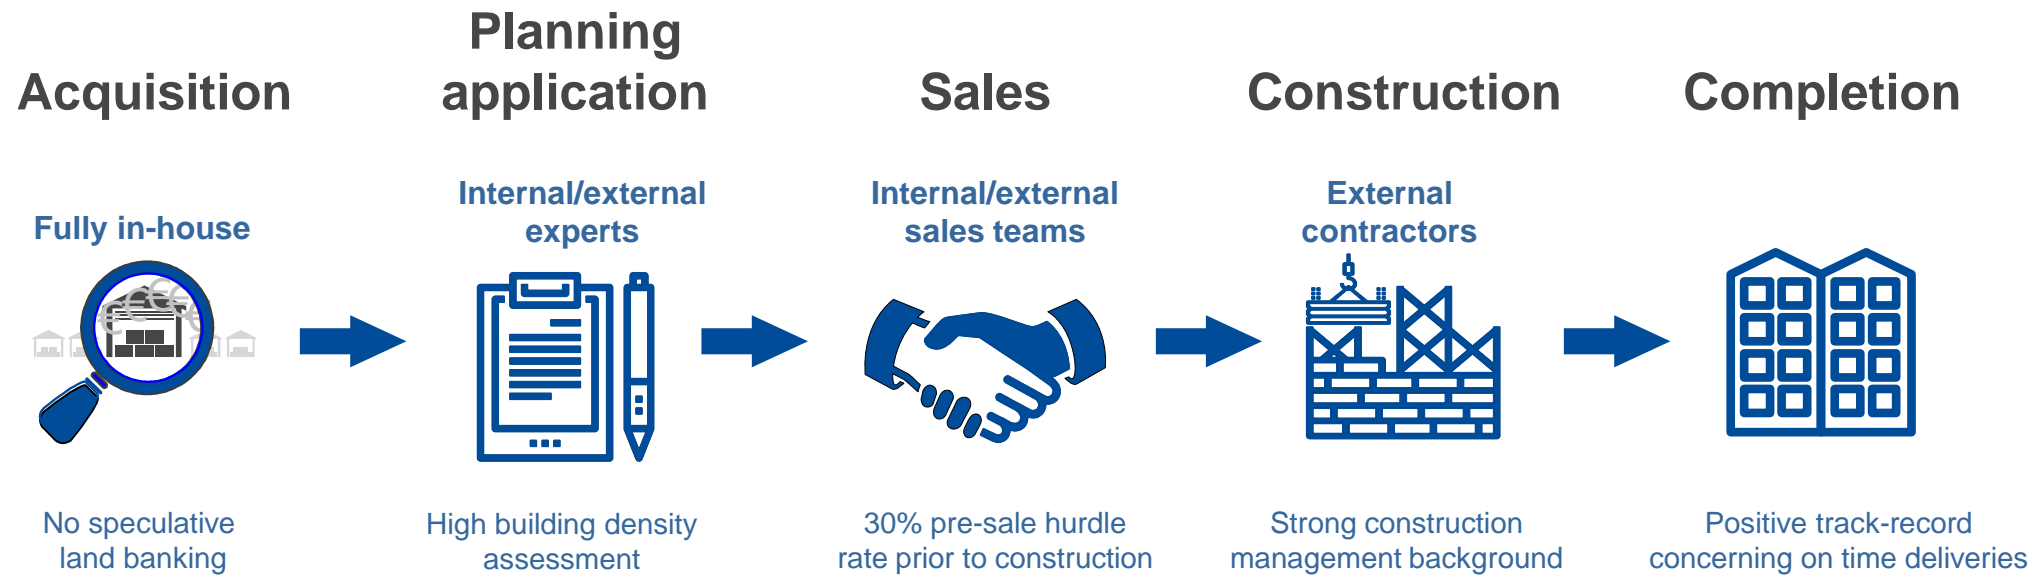 Acquisition
Planning
application
Sales
Construction
Completion
Fully in-house
Internal/external
experts
Internal/external
sales teams
External
contractors
No speculative
land banking
High building density
assessment
30% pre-sale hurdle
rate prior to construction
Strong construction
management background
Positive track-record
concerning on time deliveries